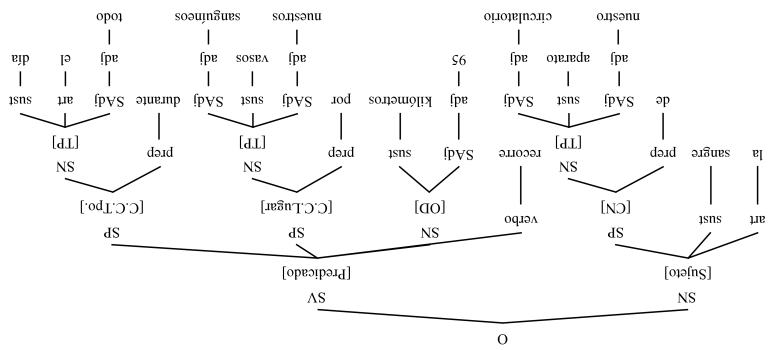 O
SN SV
[Sujeto] [Predicado]
art sust SP verbo SN SP SP
[CN] [OD] [C.C.Lugar] [C.C.Tpo.]
la sangre prep SN recorre SAdj sust prep SN prep SN
[TP] [TP] [TP]
de SAdj sust SAdj adj kilómetros por SAdj sust SAdj durante SAdj art sust
adj aparato adj 95 adj vasos adj adj el día
nuestro circulatorio nuestros sanguíneos todo